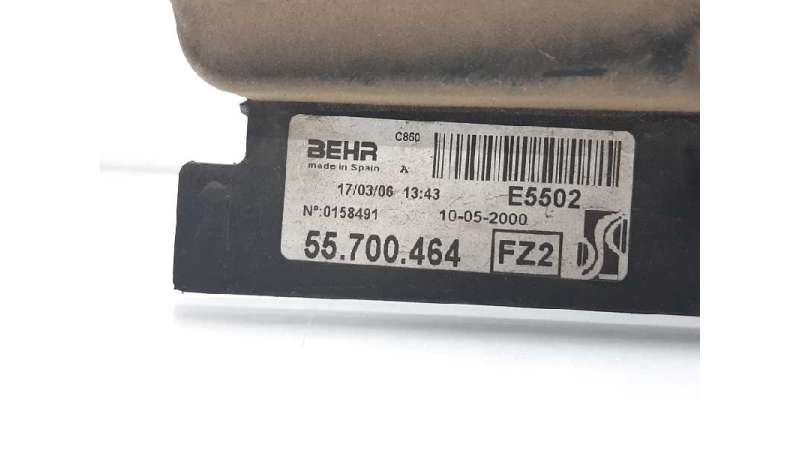 C850
BEHR
made in Spain A
17/03/06 13:43 E5502
N°:0158491 10-05-2000
55.700.464 FZ2